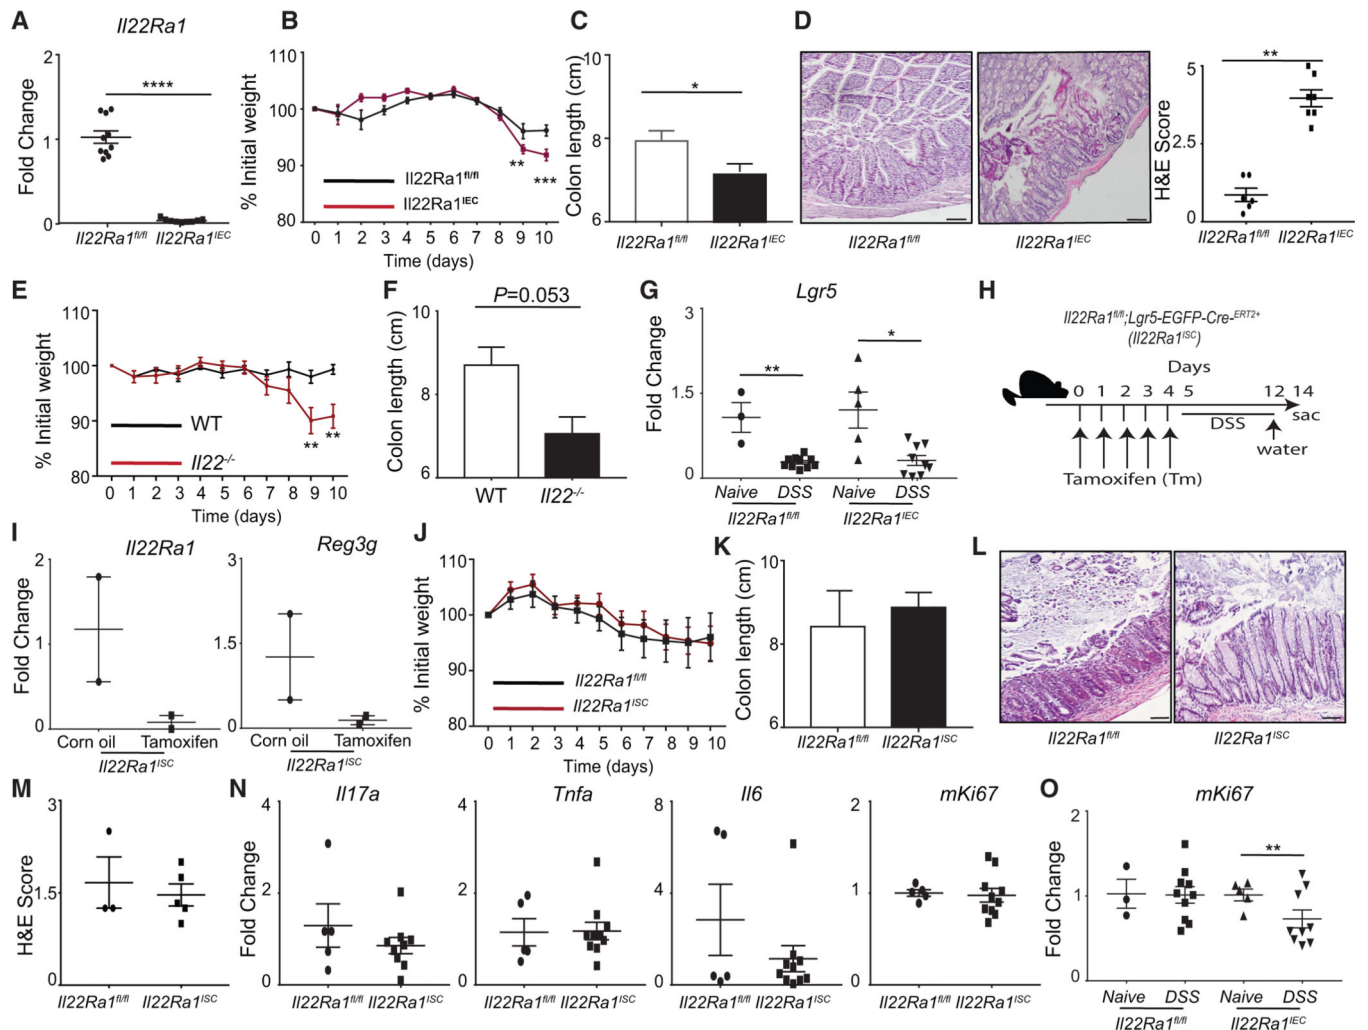 A
Il22Ra1
Fold Change
2
1
0
****
Il22Ra1fl/fl Il22Ra1IEC
B
% Initial weight
110
100
90
80
** ***
Il22Ra1fl/fl
Il22Ra1IEC
0 1 2 3 4 5 6 7 8 9 10
Time (days)
C
Colon length (cm)
10
8
6
*
Il22Ra1fl/fl Il22Ra1IEC
D
Il22Ra1fl/fl Il22Ra1IEC
H&E Score
5
2.5
0
**
Il22Ra1fl/fl Il22Ra1IEC
E
% Initial weight
110
100
90
80
** **
WT
Il22-/-
0 1 2 3 4 5 6 7 8 9 10
Time (days)
F
P=0.053
Colon length (cm)
10
8
6
WT Il22-/-
G
Lgr5
Fold Change
3
1.5
0
** *
Naive DSS Naive DSS
Il22Ra1fl/fl Il22Ra1IEC
H
Il22Ra1fl/fl;Lgr5-EGFP-Cre-ERT2+
(Il22Ra1ISC)
Days
0 1 2 3 4 5 12 14
DSS sac
water
Tamoxifen (Tm)
I
Il22Ra1
Fold Change
2
1
0
Corn oil Tamoxifen
Il22Ra1ISC
Reg3g
3
1.5
0
Corn oil Tamoxifen
Il22Ra1ISC
J
% Initial weight
110
100
90
80
Il22Ra1fl/fl
Il22Ra1ISC
0 1 2 3 4 5 6 7 8 9 10
Time (days)
K
Colon length (cm)
10
8
6
Il22Ra1fl/fl Il22Ra1ISC
L
Il22Ra1fl/fl Il22Ra1ISC
M
H&E Score
3
1.5
0
Il22Ra1fl/fl Il22Ra1ISC
N
Il17a
Fold Change
4
2
0
Il22Ra1fl/fl Il22Ra1ISC
Tnfa
4
2
0
Il22Ra1fl/fl Il22Ra1ISC
Il6
8
4
0
Il22Ra1fl/fl Il22Ra1ISC
mKi67
2
1
0
Il22Ra1fl/fl Il22Ra1ISC
O
mKi67
Fold Change
2
1
0
**
Naive DSS Naive DSS
Il22Ra1fl/fl Il22Ra1IEC